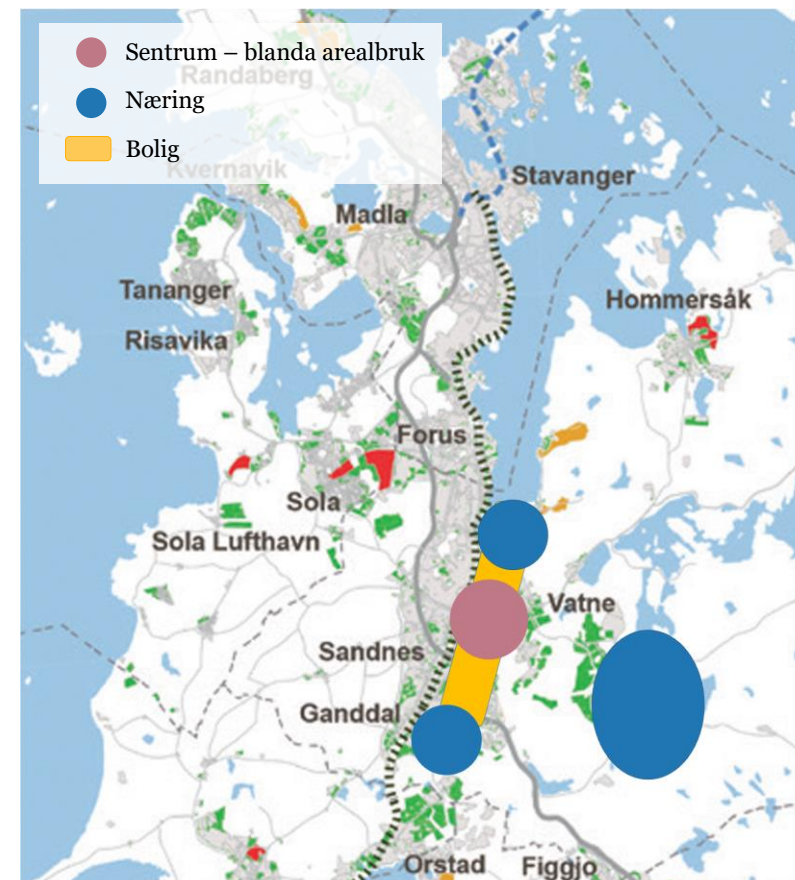 Sentrum – blanda arealbruk
Næring
Bolig
Randaberg
Kvernavik
Stavanger
Madla
Tananger
Hommersåk
Risavika
Forus
Sola
Sola Lufthavn
Vatne
Sandnes
Ganddal
Orstad
Figgjo